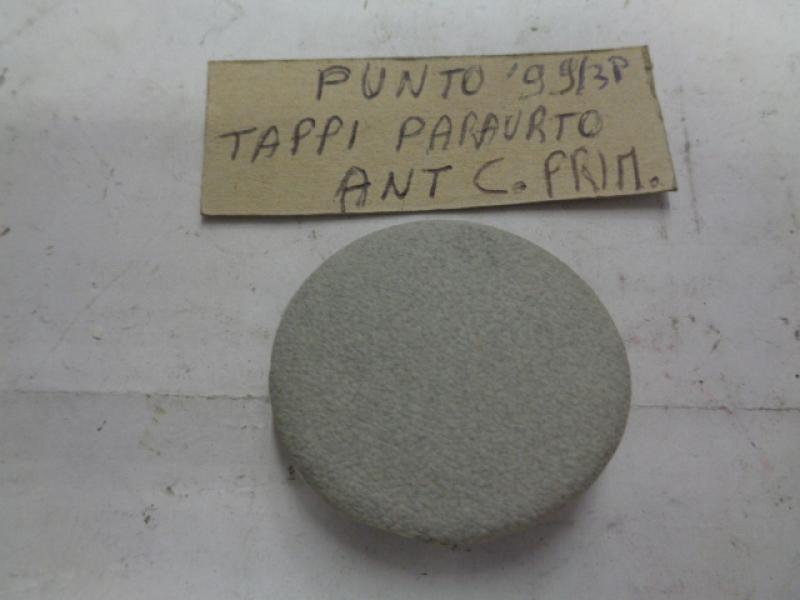 PUNTO '99/3P
TAPPI PARAURTO
ANT C. PRIM.